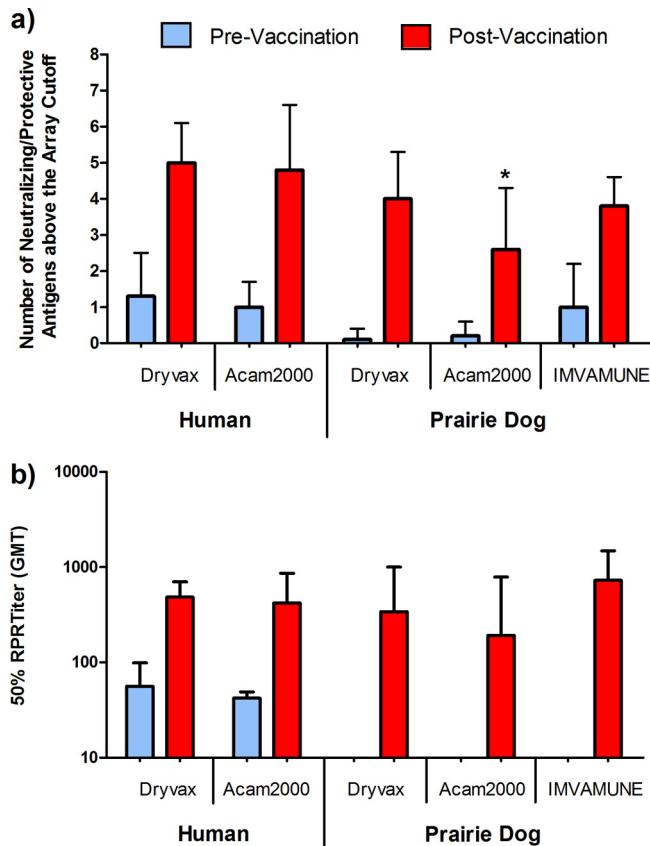 a)
Pre-Vaccination Post-Vaccination
Number of Neutralizing/Protective
Antigens above the Array Cutoff
8
7
6
5
4
3
2
1
0
*
Dryvax Acam2000 Dryvax Acam2000 IMVAMUNE
Human Prairie Dog
b)
50% RPRTiter (GMT)
10000
1000
100
10
Dryvax Acam2000 Dryvax Acam2000 IMVAMUNE
Human Prairie Dog